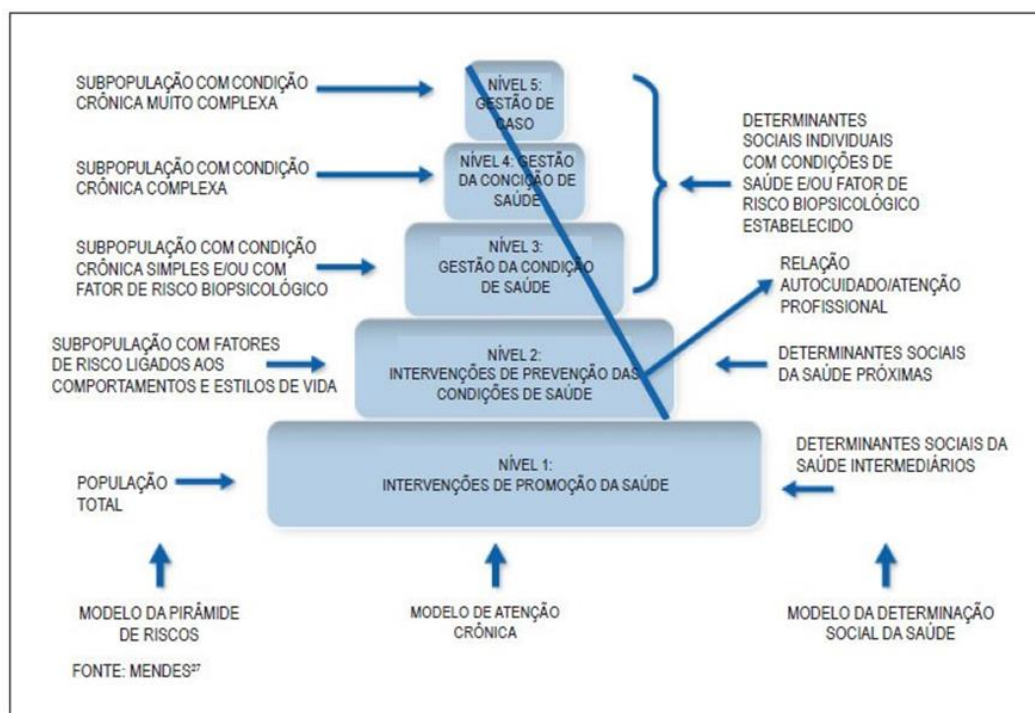 SUBPOPULAÇÃO COM CONDIÇÃO
CRÔNICA MUITO COMPLEXA
SUBPOPULAÇÃO COM CONDIÇÃO
CRÔNICA COMPLEXA
SUBPOPULAÇÃO COM CONDIÇÃO
CRÔNICA SIMPLES E/OU COM
FATOR DE RISCO BIOPSICOLÓGICO
SUBPOPULAÇÃO COM FATORES
DE RISCO LIGADOS AOS
COMPORTAMENTOS E ESTILOS DE VIDA
POPULAÇÃO
TOTAL
MODELO DA PIRÂMIDE
DE RISCOS
FONTE: MENDES²⁷
NÍVEL 5:
GESTÃO DE
CASO
NÍVEL 4: GESTÃO
DA CONCIÇÃO DE
SAÚDE
NÍVEL 3:
GESTÃO DA CONDIÇÃO
DE SAÚDE
NÍVEL 2:
INTERVENÇÕES DE PREVENÇÃO DAS
CONDIÇÕES DE SAÚDE
NÍVEL 1:
INTERVENÇÕES DE PROMOÇÃO DA SAÚDE
MODELO DE ATENÇÃO
CRÔNICA
DETERMINANTES
SOCIAIS INDIVIDUAIS
COM CONDIÇÕES DE
SAÚDE E/OU FATOR DE
RISCO BIOPSICOLÓGICO
ESTABELECIDO
RELAÇÃO
AUTOCUIDADO/ATENÇÃO
PROFISSIONAL
DETERMINANTES SOCIAIS
DA SAÚDE PRÓXIMAS
DETERMINANTES SOCIAIS DA
SAÚDE INTERMEDIÁRIOS
MODELO DA DETERMINAÇÃO
SOCIAL DA SAÚDE